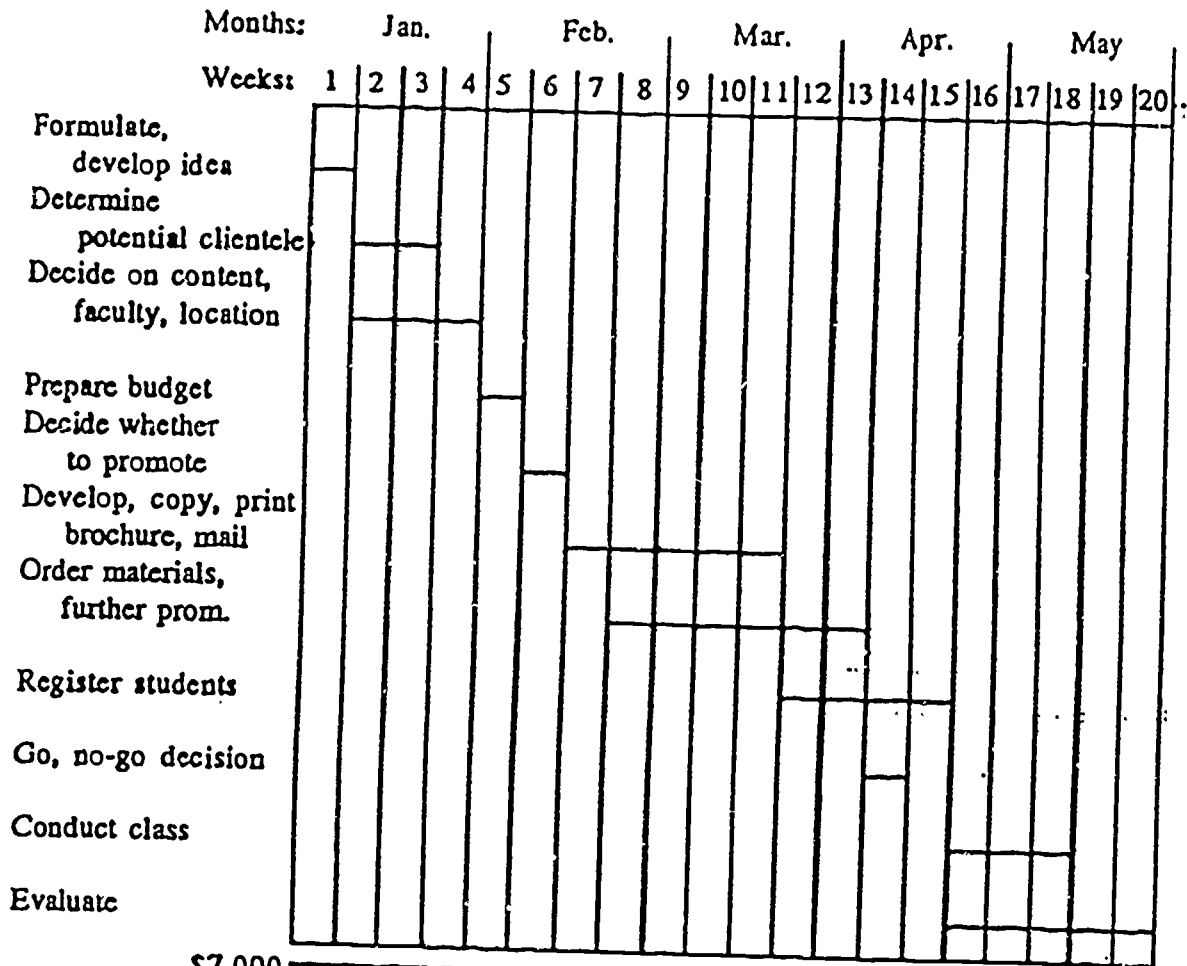 Months: Jan. Feb. Mar. Apr. May
Weeks: 1 2 3 4 5 6 7 8 9 10 11 12 13 14 15 16 17 18 19 20
Formulate,
develop idea
Determine
potential clientele
Decide on content,
faculty, location
Prepare budget
Decide whether
to promote
Develop, copy, print
brochure, mail
Order materials,
further prom.
Register students
Go, no-go decision
Conduct class
Evaluate
$7,000